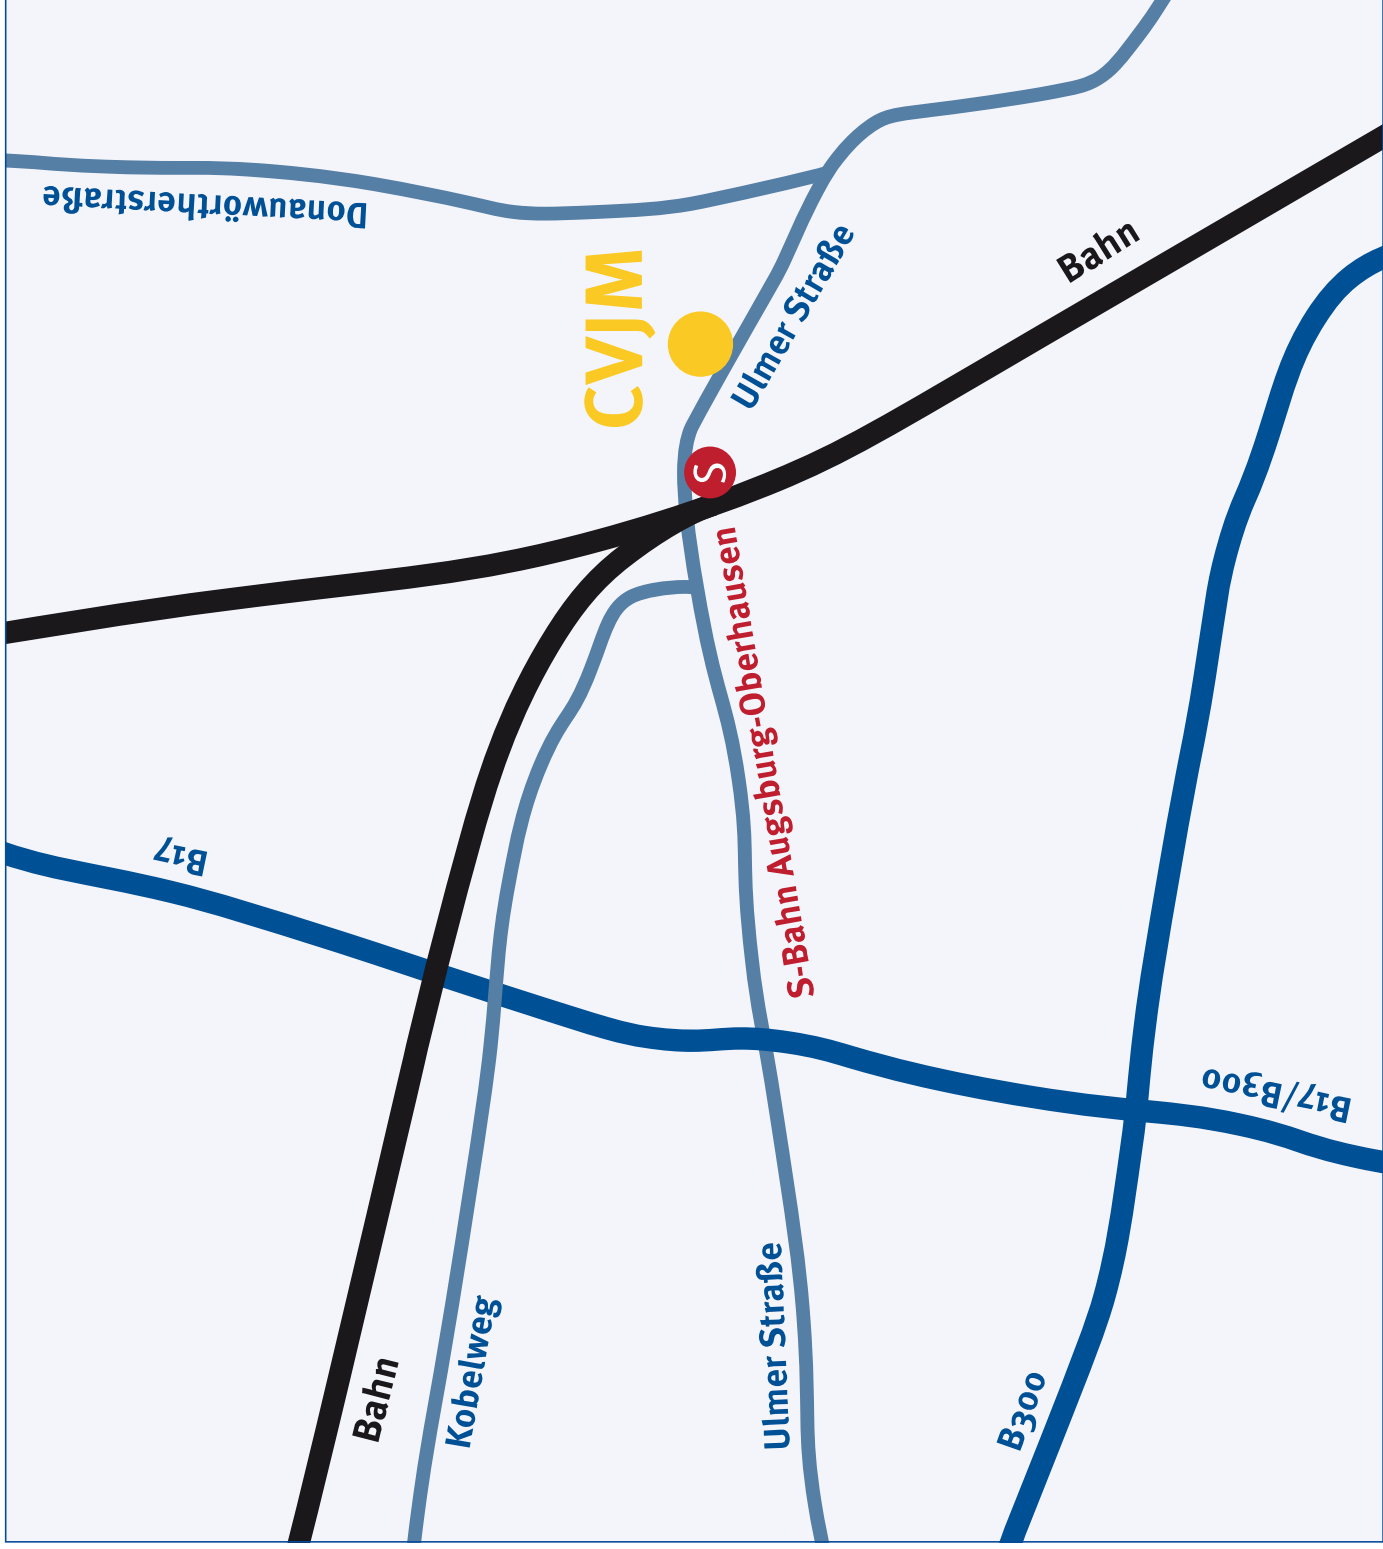 Donauwörtherstraße
CVJM
Ulmer Straße
Bahn
S
S-Bahn Augsburg-Oberhausen
B17
B17/B300
Bahn
Kobelweg
Ulmer Straße
B300